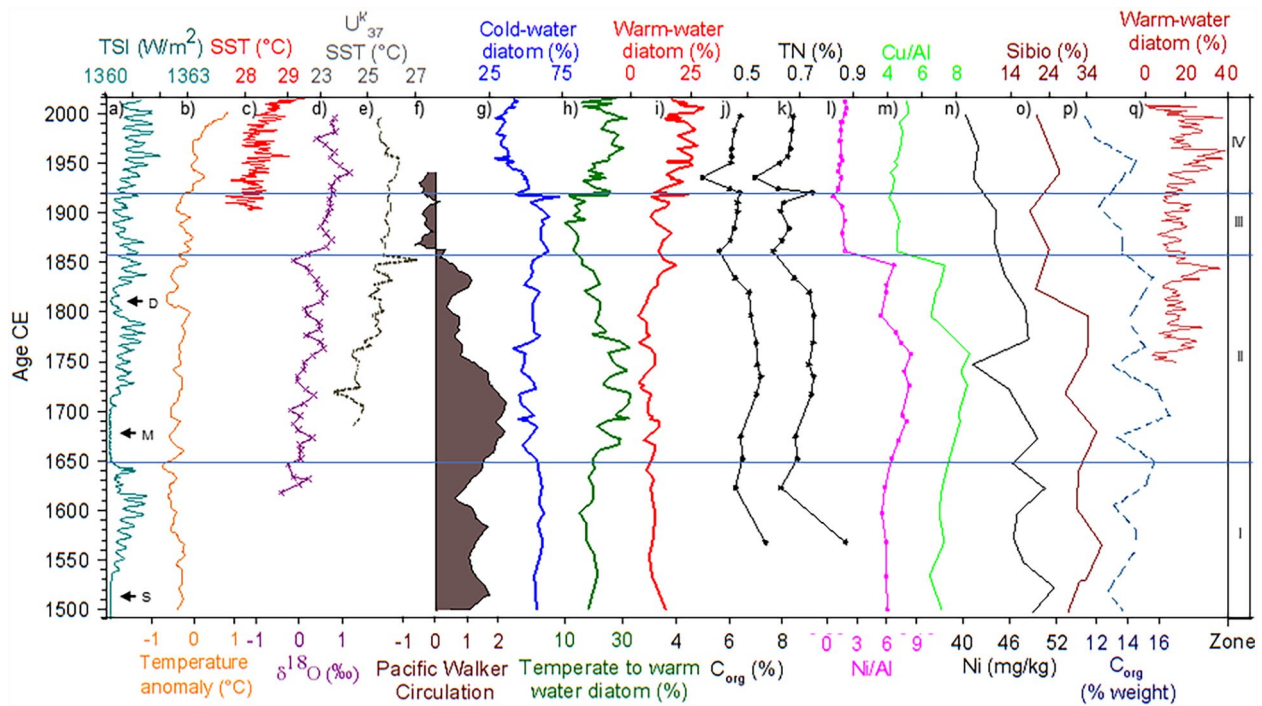 Warm-water
diatom (%)
U^k'_37
SST (°C)
Cold-water
diatom (%)
Warm-water
diatom (%)
TSI (W/m²) SST (°C)
TN (%) Cu/Al Sibio (%)
1360 1363 28 29 23 25 27 25 75 0 25 0.5 0.7 0.9 4 6 8 14 24 34 0 20 40
a) b) c) d) e) f) g) h) i) j) k) l) m) n) o) p) q)
2000
IV
1950
1900
III
1850
D
1800
1750
II
Age CE
1700
M
1650
1600
I
1550
S
1500
-1 0 1 -1 0 1 -1 0 1 2 10 30 4 6 8 0 3 6 9 40 46 52 12 14 16 Zone
Temperature
anomaly (°C)
δ¹⁸O (‰)
Pacific Walker
Circulation
Temperate to warm
water diatom (%)
C_org (%)
Ni/Al
Ni (mg/kg)
C_org
(% weight)